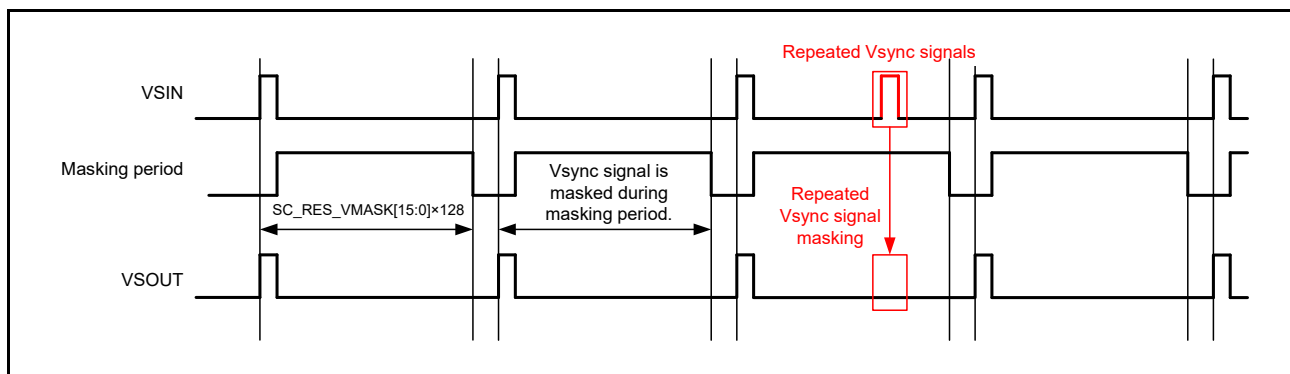 Repeated Vsync signals
VSIN
Masking period
Vsync signal is
masked during
masking period.
SC_RES_VMASK[15:0]×128
Repeated
Vsync signal
masking
VSOUT